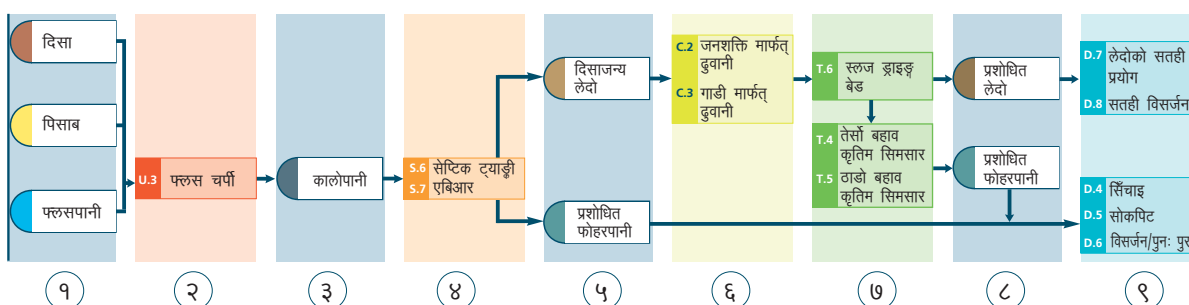 दिसा
पिसाब
फ्लसपानी
U.3 फ्लस चर्पी
कालोपानी
S.6 सेप्टिक ट्याङ्की
S.7 एबिआर
दिसाजन्य
लेदो
प्रशोधित
फोहरपानी
C.2 जनशक्ति मार्फत्
ढुवानी
C.3 गाडी मार्फत्
ढुवानी
T.6 स्लज ड्राइङ्ग
बेड
T.4 तेर्सो बहाव
कृतिम सिमसार
T.5 ठाडो बहाव
कृतिम सिमसार
प्रशोधित
लेदो
प्रशोधित
फोहरपानी
D.7 लेदोको सतही
प्रयोग
D.8 सतही विसर्जन
D.4 सिँचाइ
D.5 सोकपिट
D.6 विसर्जन/पुनः
१ २ ३ ४ ५ ६ ७ ८ ९